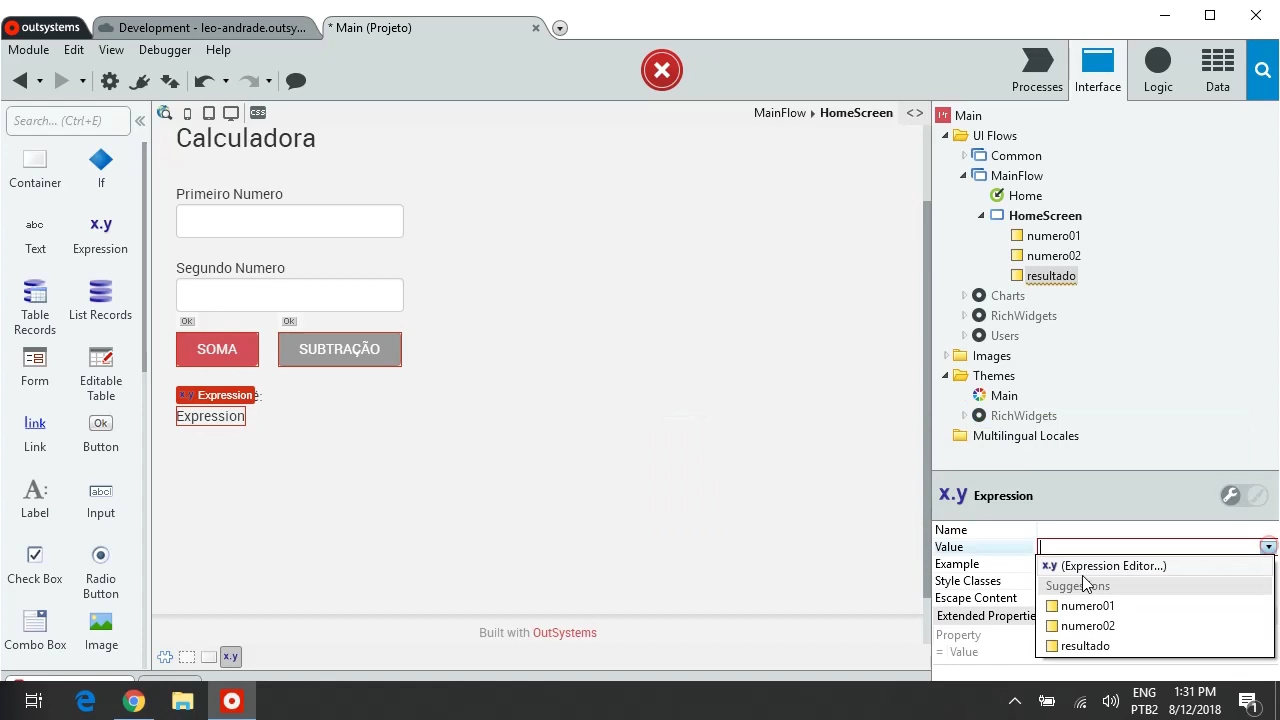 outsystems
Development - leo-andrade.outsy...
* Main (Projeto)
Module
Edit
View
Debugger
Help
Processes
Interface
Logic
Data
Search... (Ctrl+E)
Container
If
abc
Text
x.y
Expression
Table Records
List Records
Form
Editable Table
link
Link
Ok
Button
A:
Label
abc
Input
Check Box
Radio Button
Combo Box
Image
css
MainFlow
HomeScreen
< >
Calculadora
Primeiro Numero
Segundo Numero
Ok
Ok
SOMA
SUBTRAÇÃO
x.y Expression
e:
Expression
Built with OutSystems
x.y
Pr Main
UI Flows
Common
MainFlow
Home
HomeScreen
numero01
numero02
resultado
Charts
RichWidgets
Users
Images
Themes
Main
RichWidgets
Multilingual Locales
x.y Expression
Name
Value
Example
Style Classes
Escape Content
Extended Propertie
Property
= Value
x.y (Expression Editor...)
Suggestions
numero01
numero02
resultado
ENG
PTB2
1:31 PM
8/12/2018
1